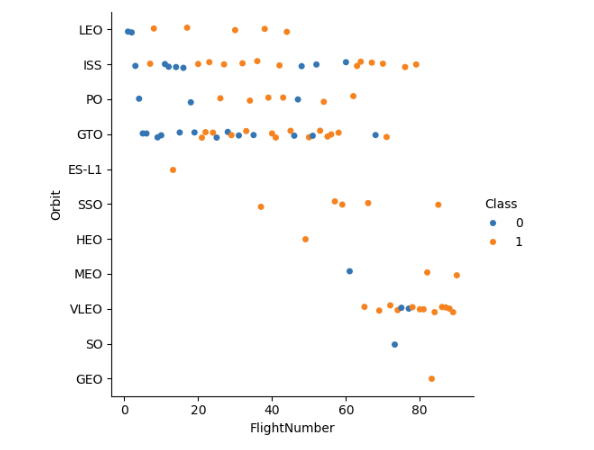 LEO
ISS
PO
GTO
ES-L1
SSO
HEO
MEO
VLEO
SO
GEO
Orbit
0
20
40
60
80
FlightNumber
Class
0
1